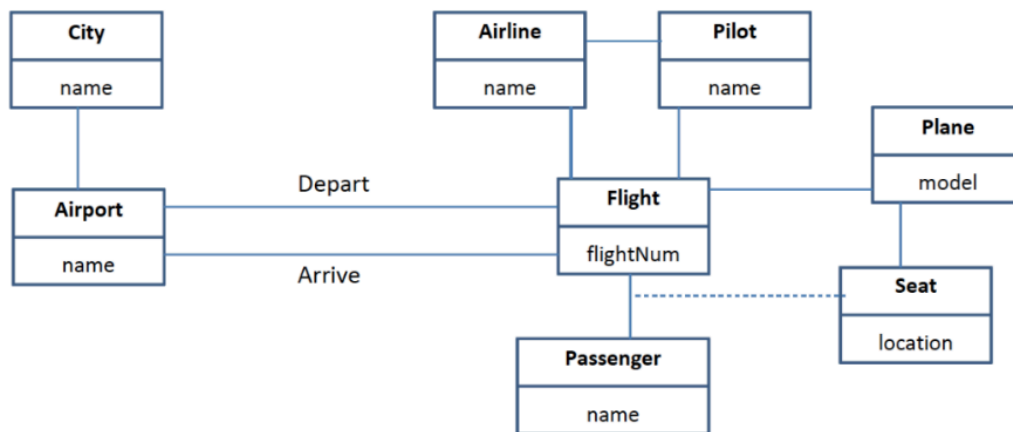 City
name
Airline
name
Pilot
name
Plane
model
Airport
name
Depart
Arrive
Flight
flightNum
Seat
location
Passenger
name